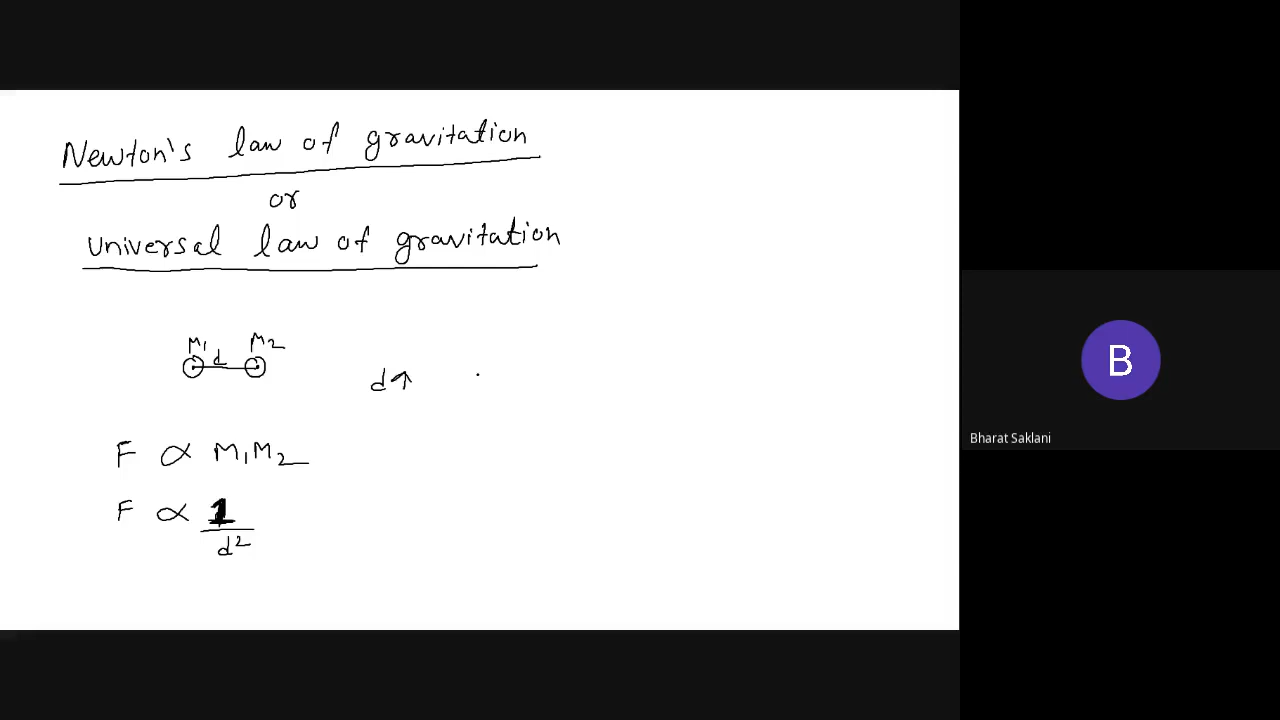 Newton's law of gravitation
or
universal law of gravitation
M1 d M2
d↑
F ∝ M1M2
F ∝ 1/d²
B
Bharat Saklani